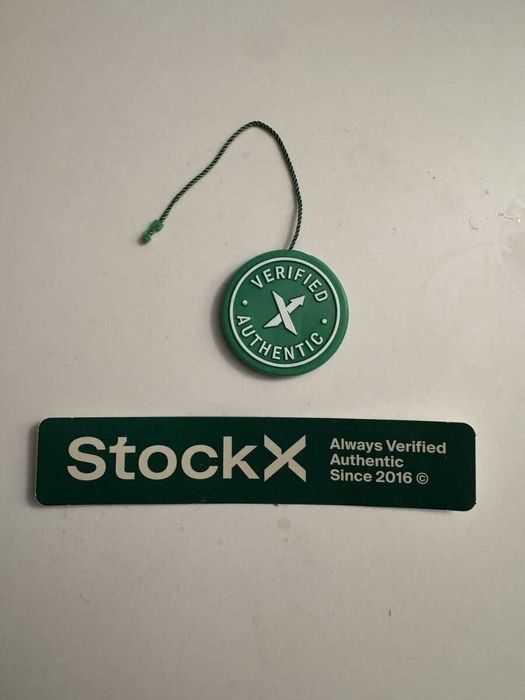 VERIFIED
AUTHENTIC
StockX
Always Verified
Authentic
Since 2016 ©